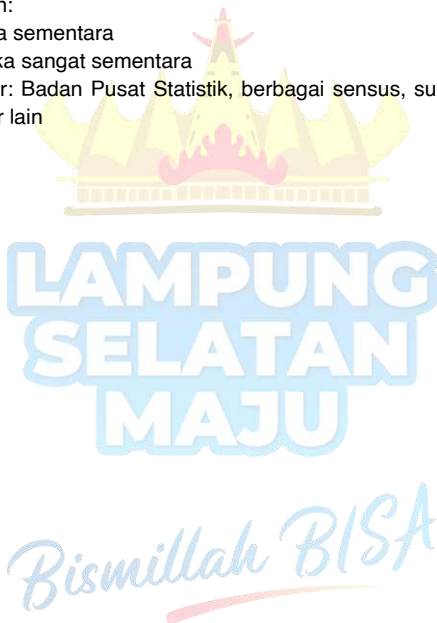 n:
a sementara
ka sangat sementara
r: Badan Pusat Statistik, berbagai sensus, su
r lain
LAMPUNG
SELATAN
MAJU
Bismillah BISA